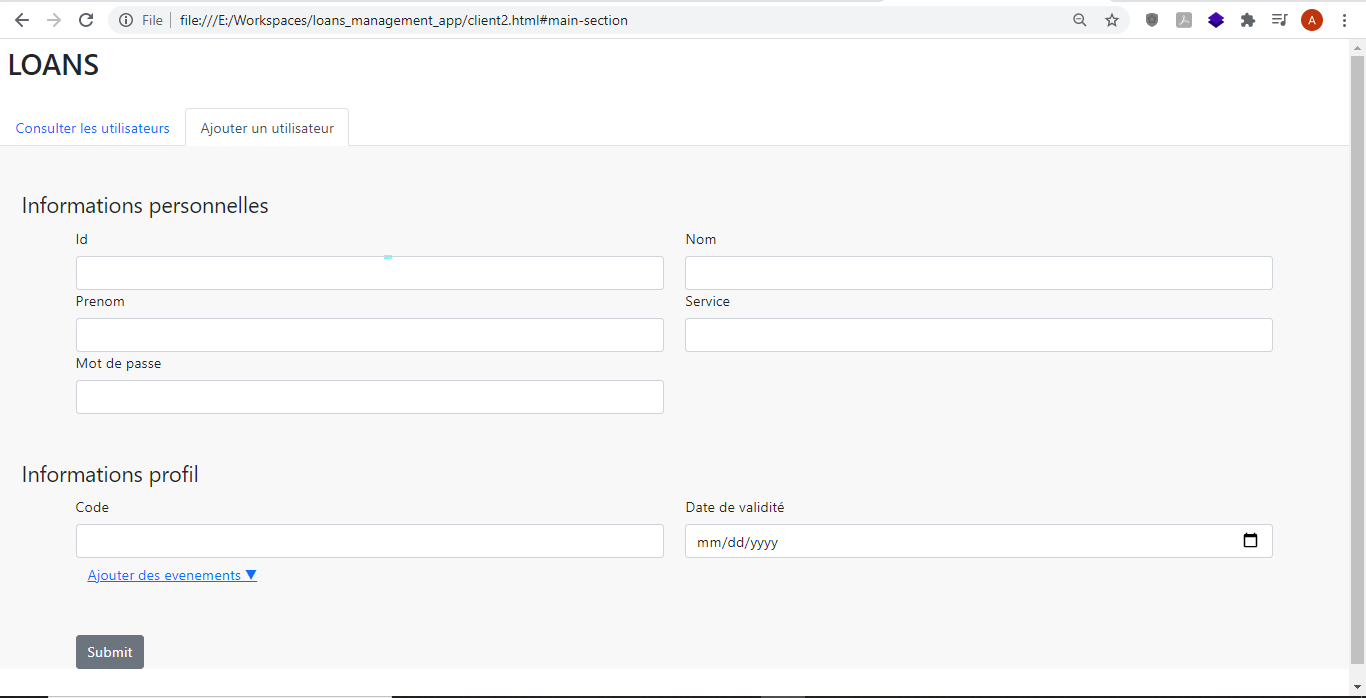 File file:///E:/Workspaces/loans_management_app/client2.html#main-section A
LOANS
Consulter les utilisateurs Ajouter un utilisateur
Informations personnelles
Id Nom
Prenom Service
Mot de passe
Informations profil
Code Date de validité
mm/dd/yyyy
Ajouter des evenements ▼
Submit